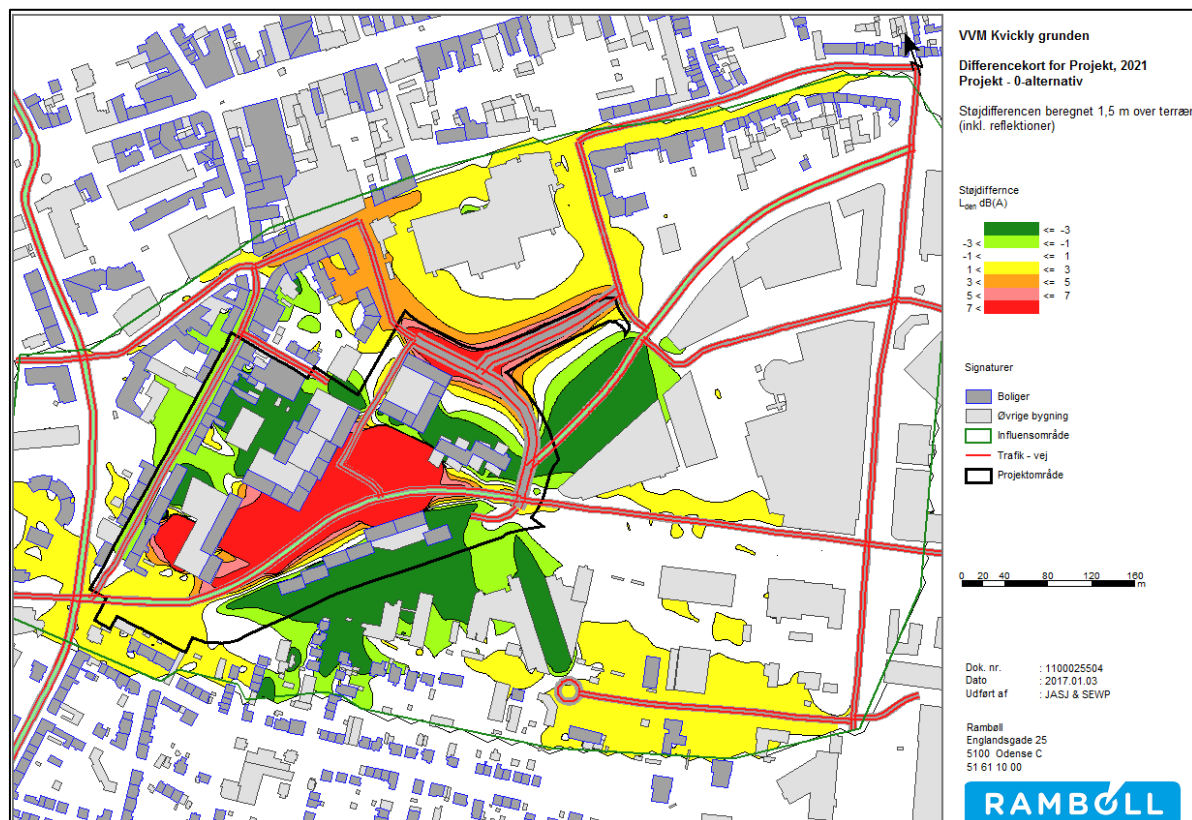 VVM Kvickly grunden
Differencekort for Projekt, 2021
Projekt - 0-alternativ
Støjdifferencen beregnet 1,5 m over terræn
(inkl. reflektioner)
Støjdiffernce
Lden dB(A)
<= -3
-3 < <= -1
-1 < <= 1
1 < <= 3
3 < <= 5
5 < <= 7
7 <
Signaturer
Boliger
Øvrige bygning
Influensområde
Trafik - vej
Projektområde
0 20 40 80 120 160
m
Dok. nr. : 1100025504
Dato : 2017.01.03
Udført af : JASJ & SEWP
Rambøll
Englandsgade 25
5100 Odense C
51 61 10 00
RAMBOLL